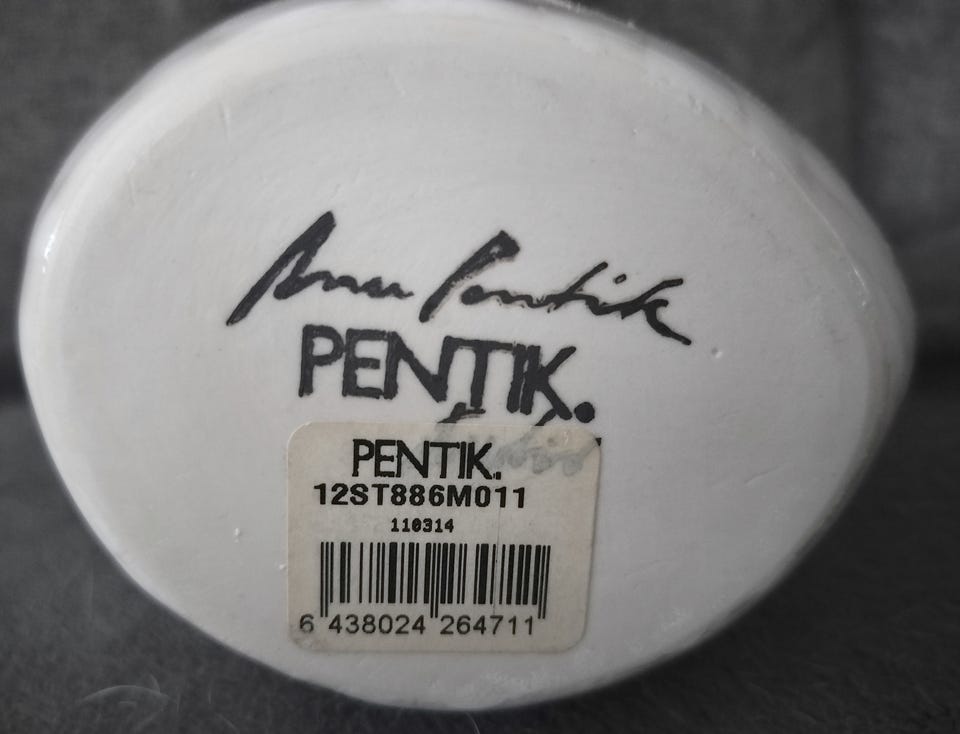 Anu Pentik
PENTIK.
PENTIK.
12ST886M011
110314
6 438024 264711